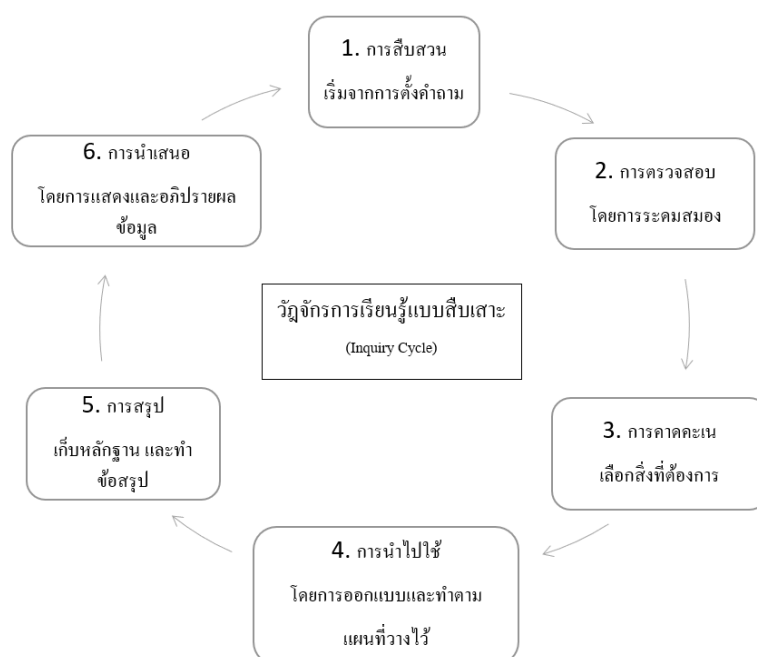 1. การสืบสวน
เริ่มจากการตั้งคำถาม
2. การตรวจสอบ
โดยการระดมสมอง
3. การคาดคะเน
เลือกสิ่งที่ต้องการ
4. การนำไปใช้
โดยการออกแบบและทำตาม
แผนที่วางไว้
5. การสรุป
เก็บหลักฐาน และทำ
ข้อสรุป
6. การนำเสนอ
โดยการแสดงและอภิปรายผล
ข้อมูล
วัฎจักรการเรียนรู้แบบสืบเสาะ
(Inquiry Cycle)